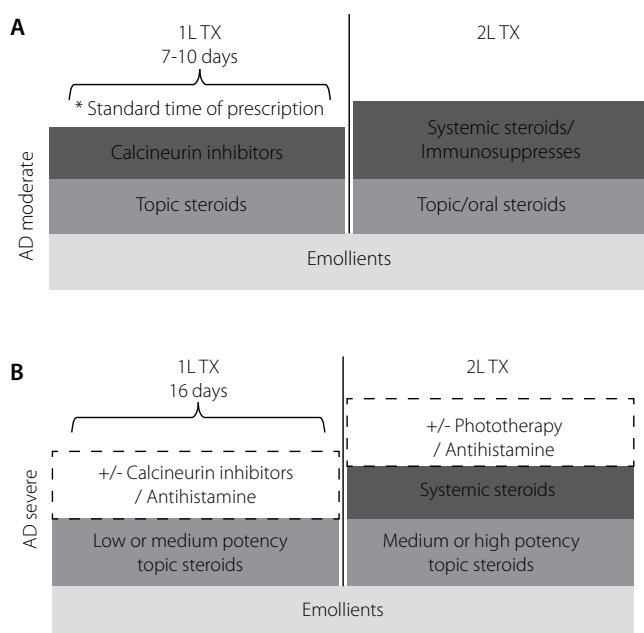 A
1L TX
7-10 days
* Standard time of prescription
2L TX
AD moderate
Calcineurin inhibitors
Systemic steroids/
Immunosuppresses
Topic steroids
Topic/oral steroids
Emollients
B
1L TX
16 days
2L TX
AD severe
+/- Calcineurin inhibitors
/ Antihistamine
+/- Phototherapy
/ Antihistamine
Systemic steroids
Low or medium potency
topic steroids
Medium or high potency
topic steroids
Emollients